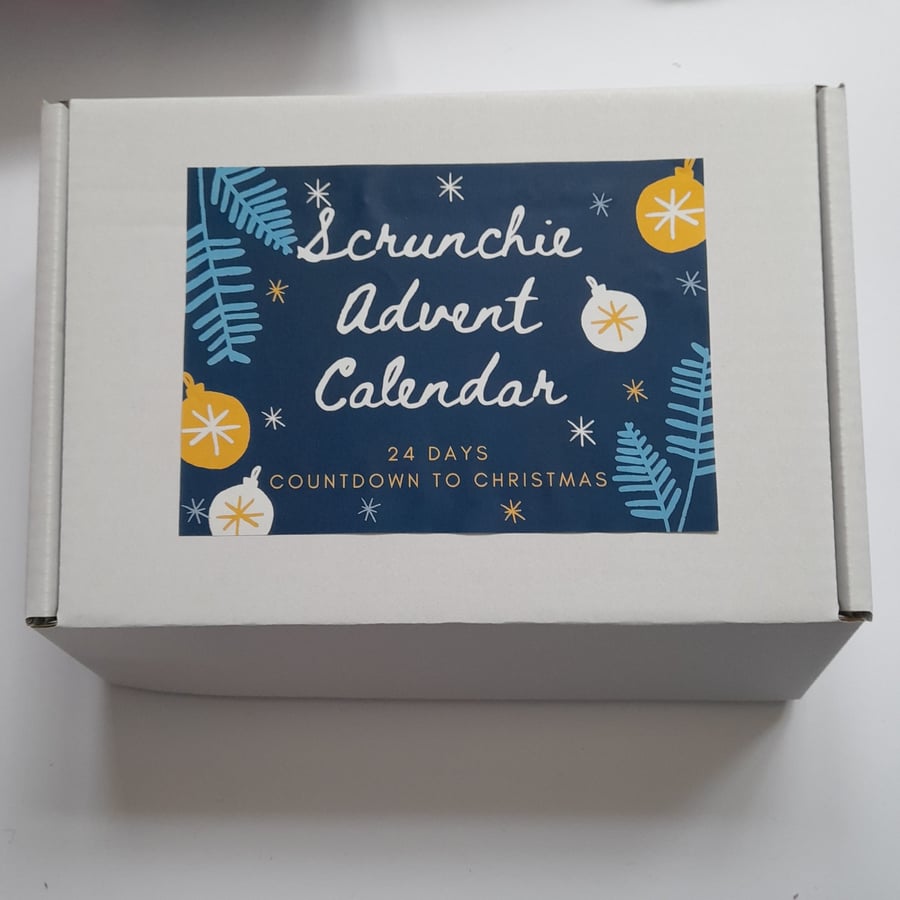 Scrunchie
Advent
Calendar
24 DAYS
COUNTDOWN TO CHRISTMAS